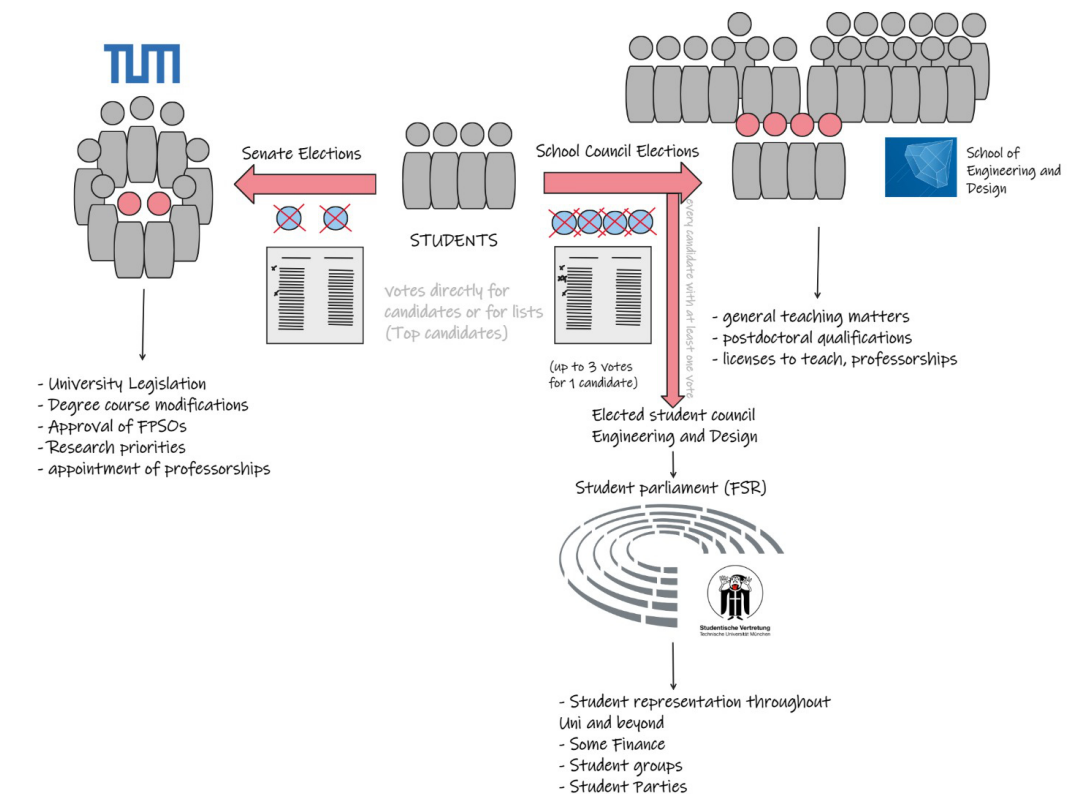 TUM
Senate Elections
STUDENTS
votes directly for
candidates or for lists
(Top candidates)
School Council Elections
every candidate with at least one vote
(up to 3 votes
for 1 candidate)
School of
Engineering and
Design
- University Legislation
- Degree course modifications
- Approval of FPSOs
- Research priorities
- appointment of professorships
- general teaching matters
- postdoctoral qualifications
- licenses to teach, professorships
Elected student council
Engineering and Design
Student parliament (FSR)
Studentische Vertretung
Technische Universität München
- Student representation throughout
Uni and beyond
- Some Finance
- Student groups
- Student Parties